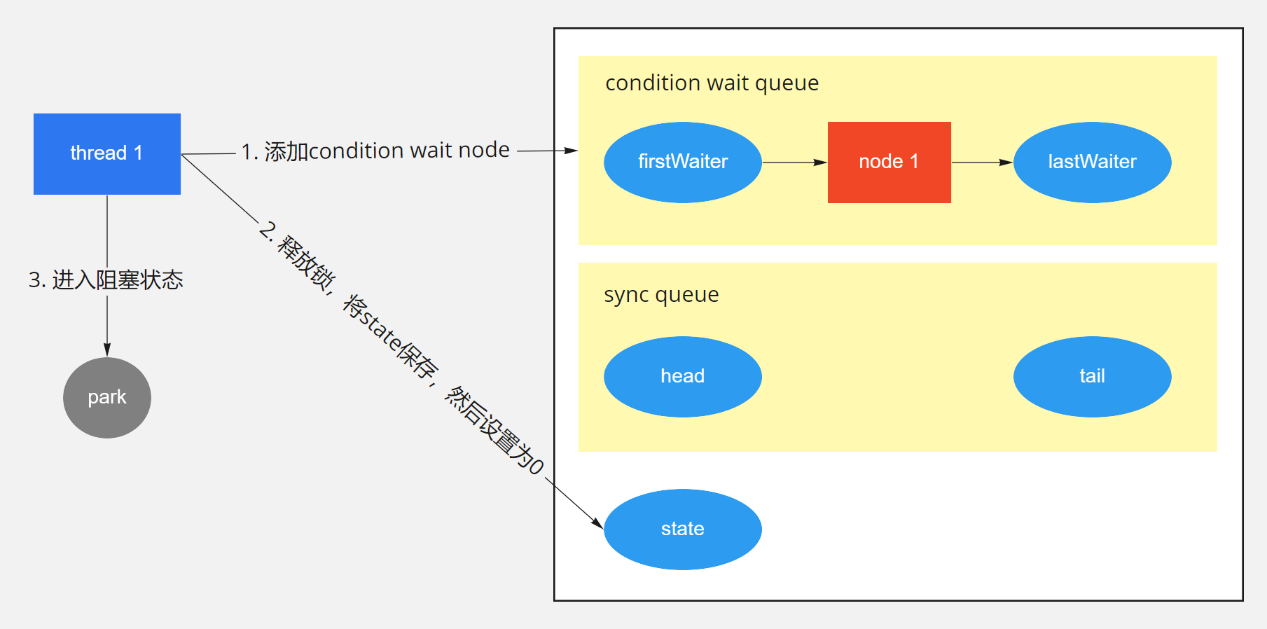 condition wait queue
thread 1
1. 添加condition wait node
firstWaiter
node 1
lastWaiter
2. 释放锁，将state保存，然后设置为0
3. 进入阻塞状态
sync queue
head
tail
park
state